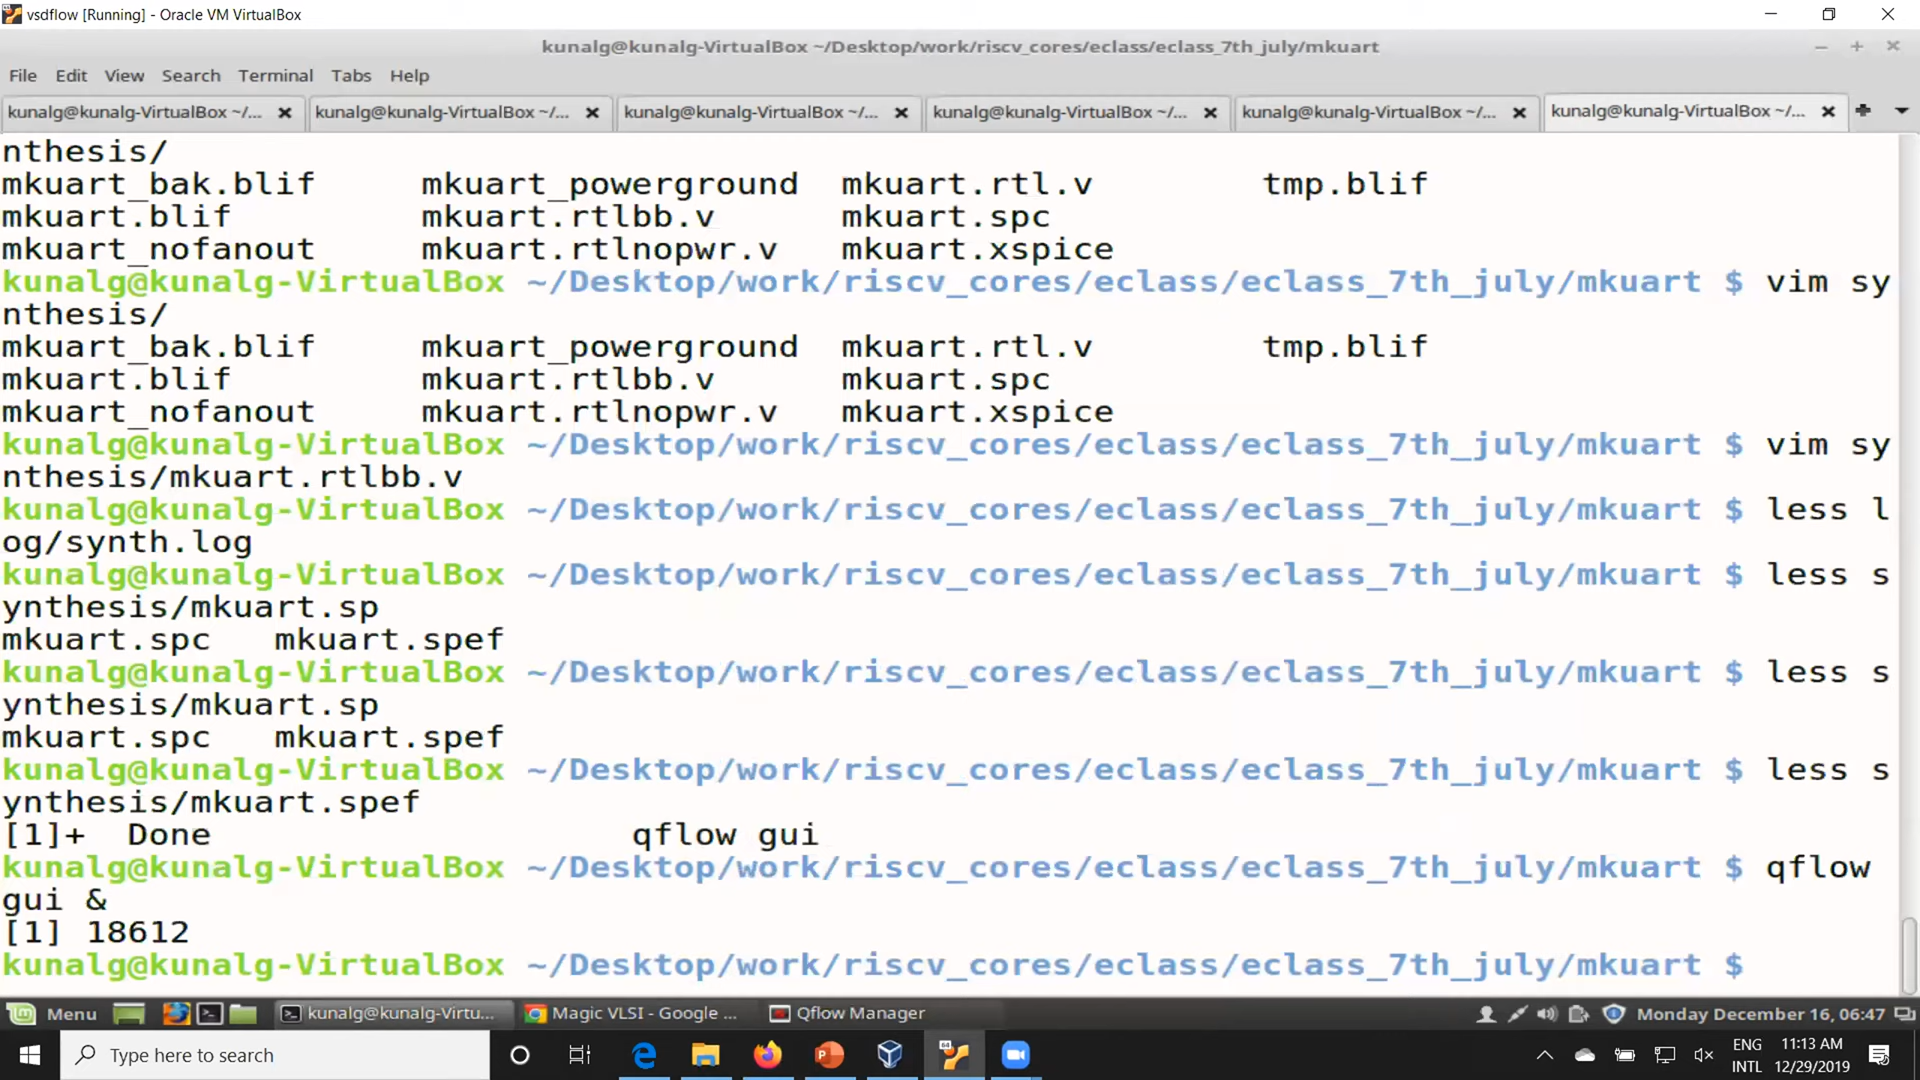 vsdflow [Running] - Oracle VM VirtualBox
kunalg@kunalg-VirtualBox ~/Desktop/work/riscv_cores/eclass/eclass_7th_july/mkuart
File Edit View Search Terminal Tabs Help
kunalg@kunalg-VirtualBox ~/... kunalg@kunalg-VirtualBox ~/... kunalg@kunalg-VirtualBox ~/... kunalg@kunalg-VirtualBox ~/... kunalg@kunalg-VirtualBox ~/... kunalg@kunalg-VirtualBox ~/...
nthesis/
mkuart_bak.blif mkuart_powerground mkuart.rtl.v tmp.blif
mkuart.blif mkuart.rtlbb.v mkuart.spc
mkuart_nofanout mkuart.rtlnopwr.v mkuart.xspice
kunalg@kunalg-VirtualBox ~/Desktop/work/riscv_cores/eclass/eclass_7th_july/mkuart $ vim sy
nthesis/
mkuart_bak.blif mkuart_powerground mkuart.rtl.v tmp.blif
mkuart.blif mkuart.rtlbb.v mkuart.spc
mkuart_nofanout mkuart.rtlnopwr.v mkuart.xspice
kunalg@kunalg-VirtualBox ~/Desktop/work/riscv_cores/eclass/eclass_7th_july/mkuart $ vim sy
nthesis/mkuart.rtlbb.v
kunalg@kunalg-VirtualBox ~/Desktop/work/riscv_cores/eclass/eclass_7th_july/mkuart $ less l
og/synth.log
kunalg@kunalg-VirtualBox ~/Desktop/work/riscv_cores/eclass/eclass_7th_july/mkuart $ less s
ynthesis/mkuart.sp
mkuart.spc mkuart.spef
kunalg@kunalg-VirtualBox ~/Desktop/work/riscv_cores/eclass/eclass_7th_july/mkuart $ less s
ynthesis/mkuart.sp
mkuart.spc mkuart.spef
kunalg@kunalg-VirtualBox ~/Desktop/work/riscv_cores/eclass/eclass_7th_july/mkuart $ less s
ynthesis/mkuart.spef
[1]+ Done qflow gui
kunalg@kunalg-VirtualBox ~/Desktop/work/riscv_cores/eclass/eclass_7th_july/mkuart $ qflow
gui &
[1] 18612
kunalg@kunalg-VirtualBox ~/Desktop/work/riscv_cores/eclass/eclass_7th_july/mkuart $
Menu kunalg@kunalg-Virtu... Magic VLSI - Google ... Qflow Manager Monday December 16, 06:47
Type here to search ENG 11:13 AM
INTL 12/29/2019